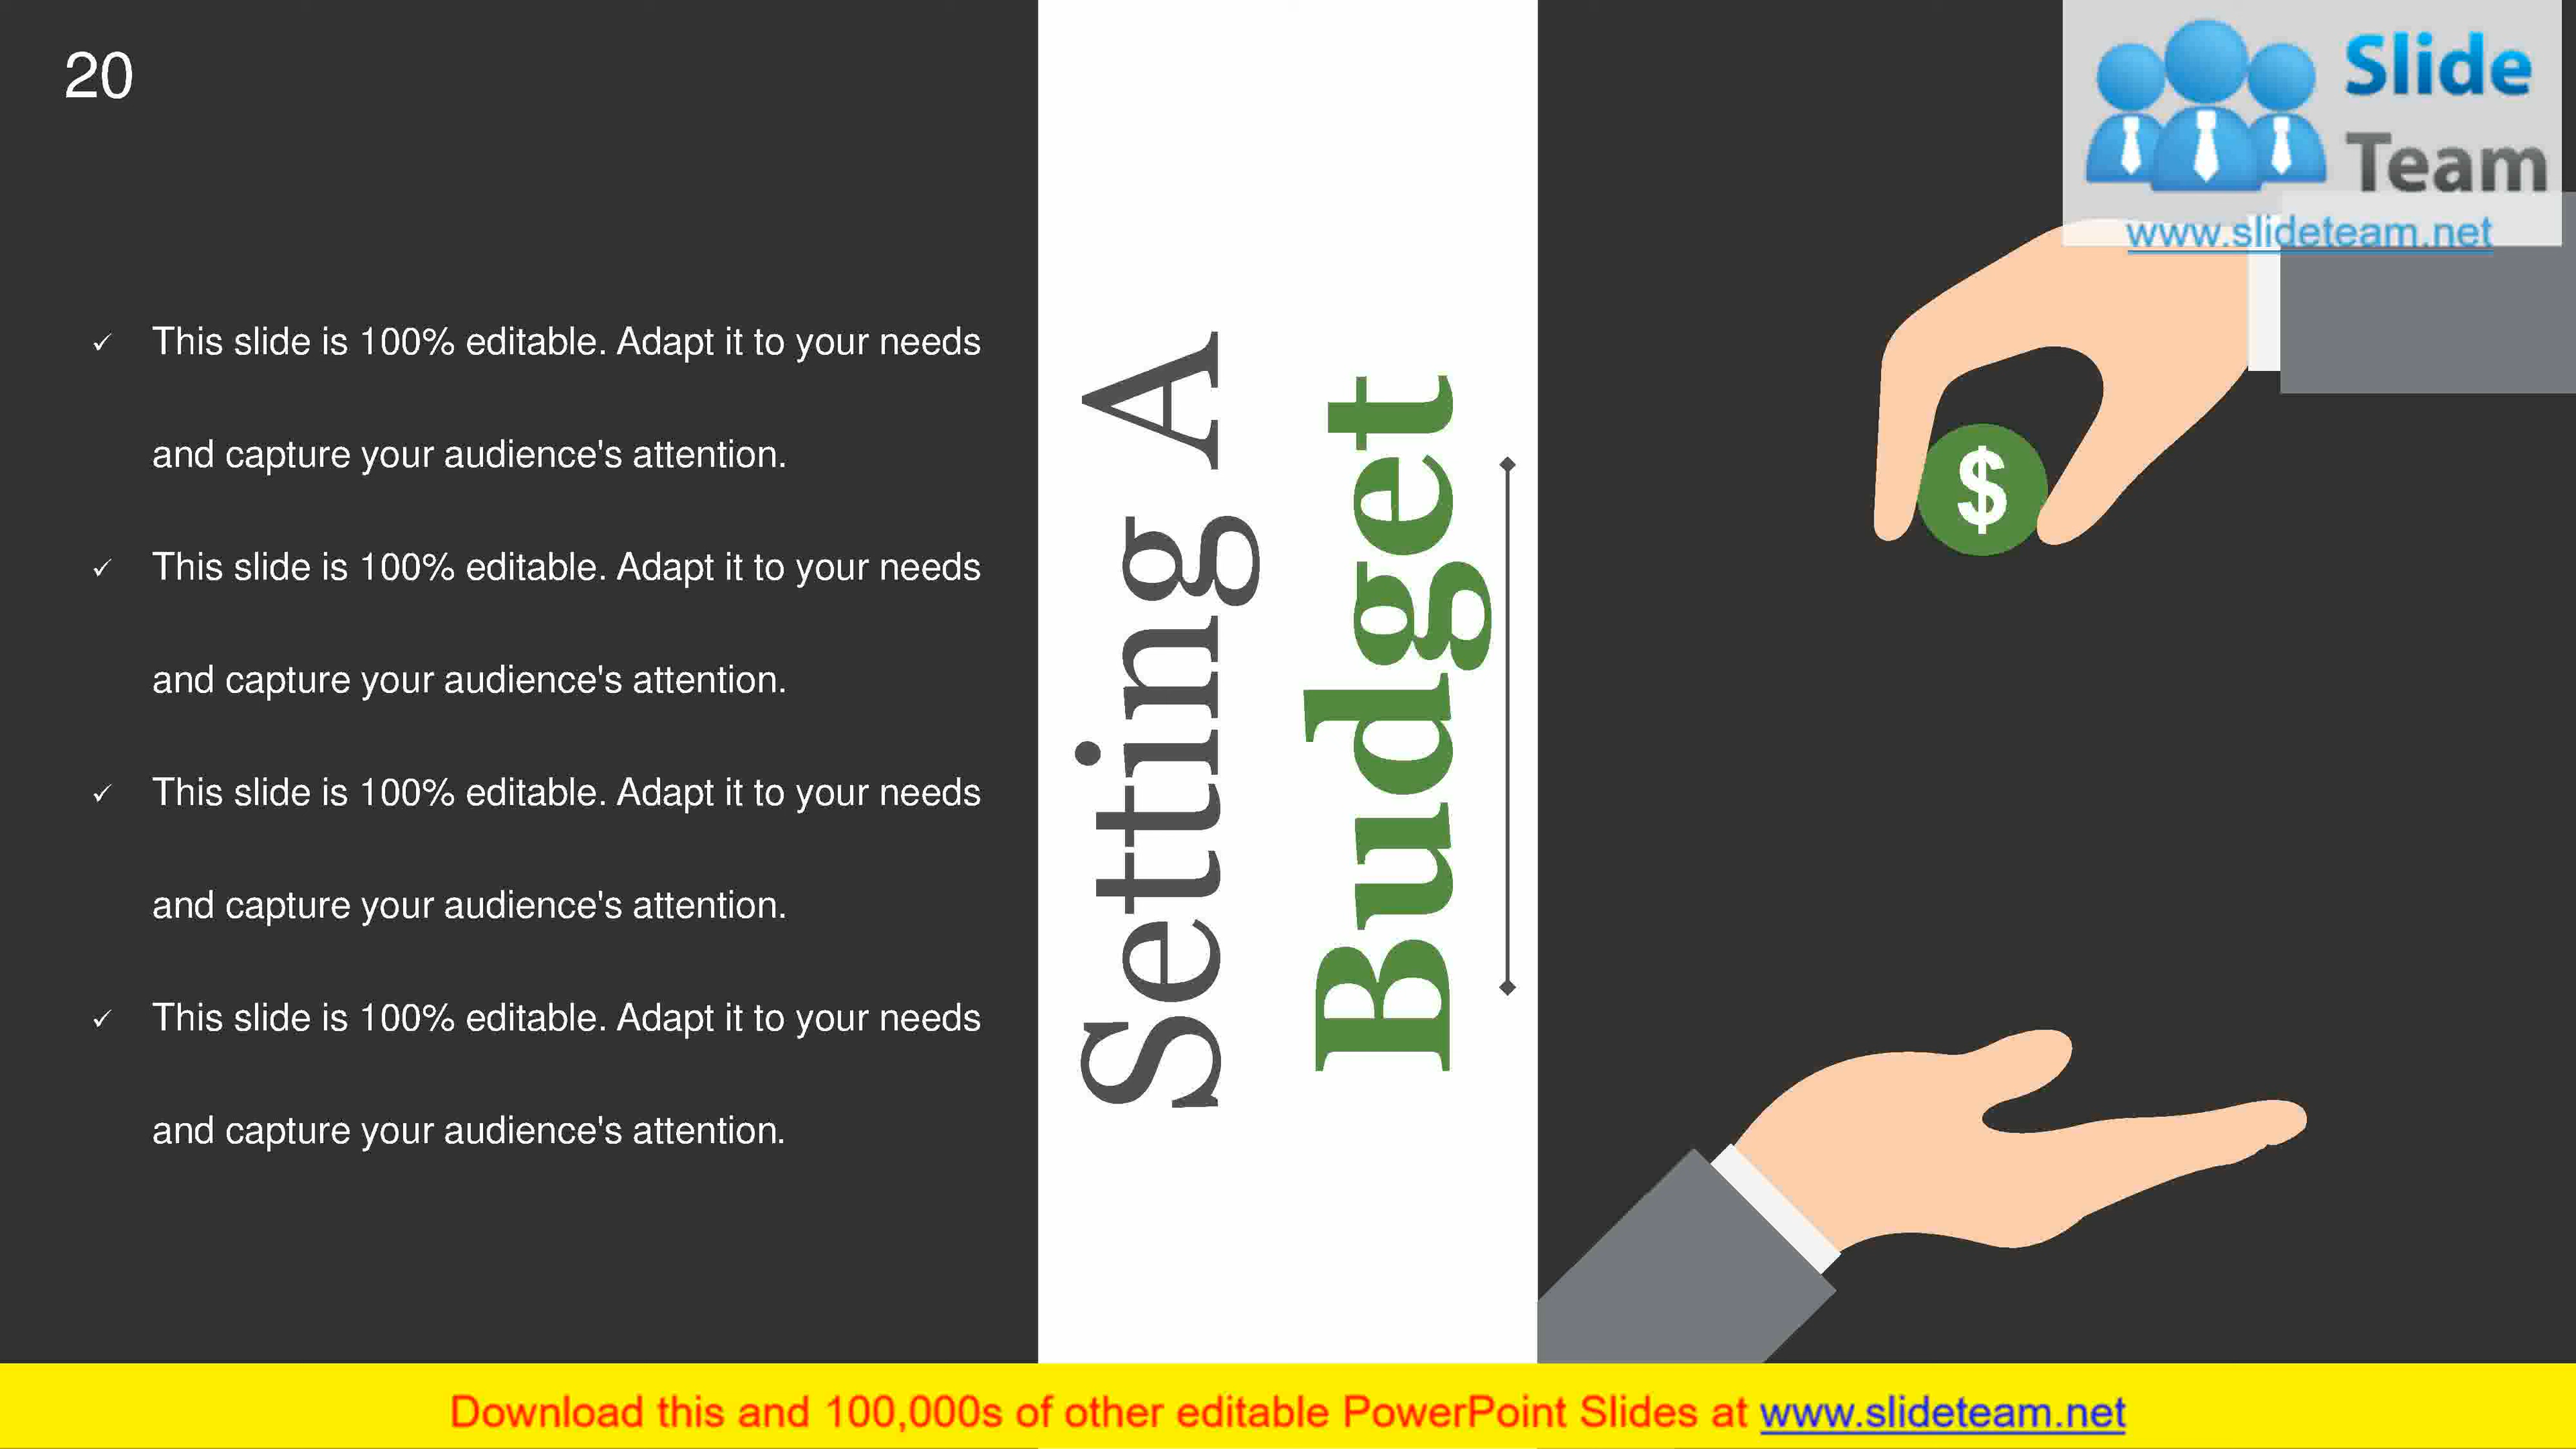 20
✓ This slide is 100% editable. Adapt it to your needs
and capture your audience's attention.
✓ This slide is 100% editable. Adapt it to your needs
and capture your audience's attention.
✓ This slide is 100% editable. Adapt it to your needs
and capture your audience's attention.
✓ This slide is 100% editable. Adapt it to your needs
and capture your audience's attention.
Setting A
Budget
$
Slide
Team
www.slideteam.net
Download this and 100,000s of other editable PowerPoint Slides at www.slideteam.net